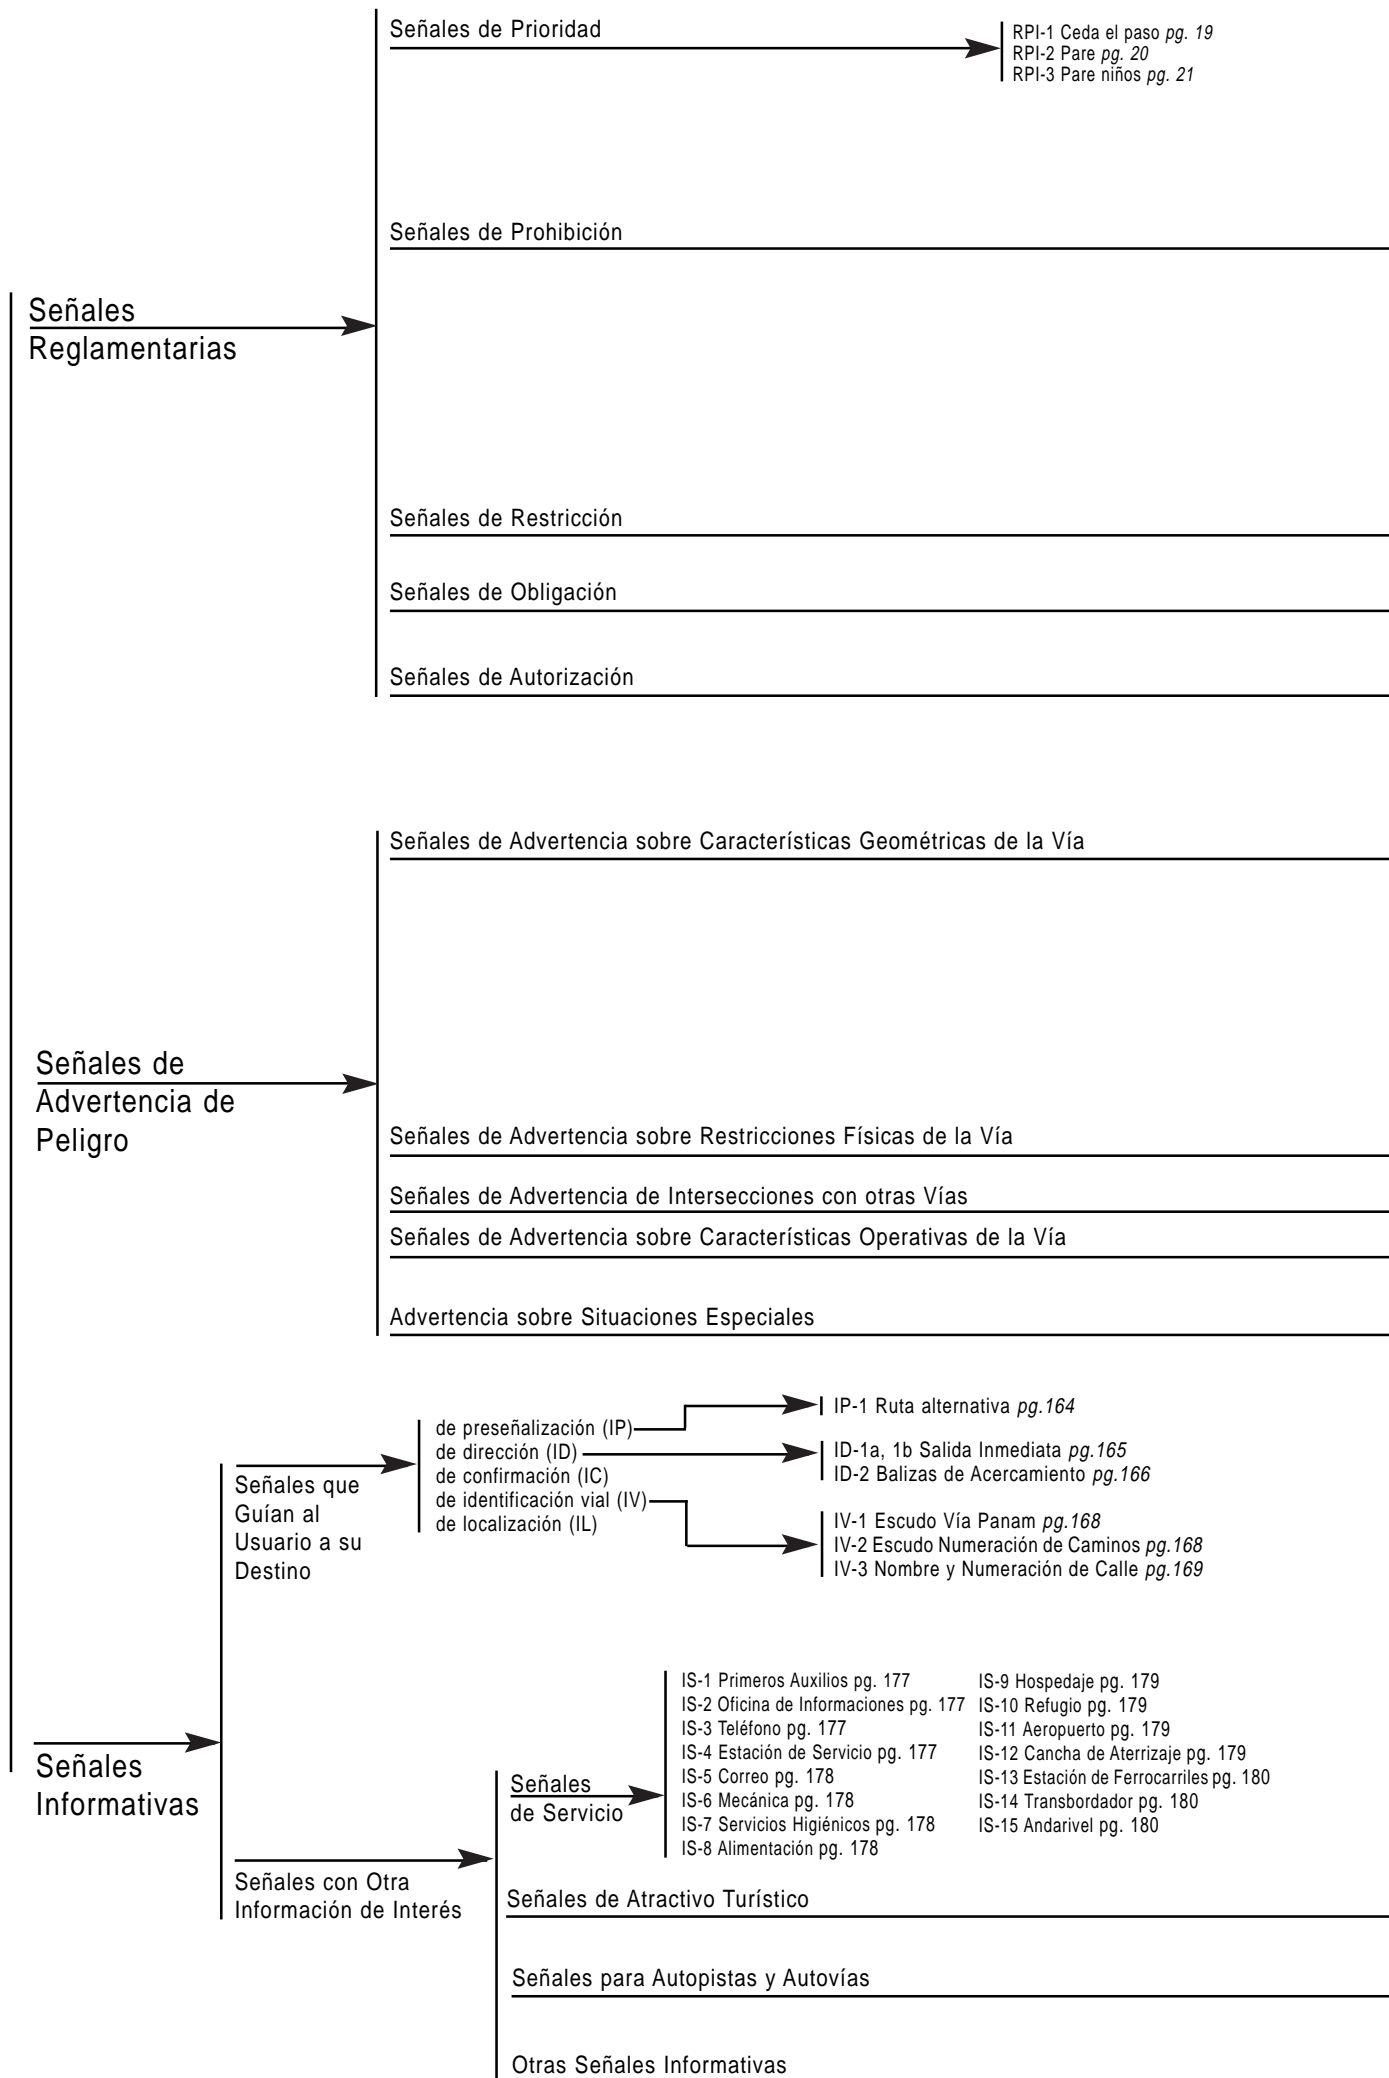 Señales de Prioridad
RPI-1 Ceda el paso pg. 19
RPI-2 Pare pg. 20
RPI-3 Pare niños pg. 21
Señales de Prohibición
Señales
Reglamentarias
Señales de Restricción
Señales de Obligación
Señales de Autorización
Señales de Advertencia sobre Características Geométricas de la Vía
Señales de
Advertencia de
Peligro
Señales de Advertencia sobre Restricciones Físicas de la Vía
Señales de Advertencia de Intersecciones con otras Vías
Señales de Advertencia sobre Características Operativas de la Vía
Advertencia sobre Situaciones Especiales
Señales que
Guían al
Usuario a su
Destino
de preseñalización (IP)
de dirección (ID)
de confirmación (IC)
de identificación vial (IV)
de localización (IL)
IP-1 Ruta alternativa pg.164
ID-1a, 1b Salida Inmediata pg.165
ID-2 Balizas de Acercamiento pg.166
IV-1 Escudo Vía Panam pg.168
IV-2 Escudo Numeración de Caminos pg.168
IV-3 Nombre y Numeración de Calle pg.169
Señales
Informativas
Señales con Otra
Información de Interés
Señales
de Servicio
IS-1 Primeros Auxilios pg. 177
IS-2 Oficina de Informaciones pg. 177
IS-3 Teléfono pg. 177
IS-4 Estación de Servicio pg. 177
IS-5 Correo pg. 178
IS-6 Mecánica pg. 178
IS-7 Servicios Higiénicos pg. 178
IS-8 Alimentación pg. 178
IS-9 Hospedaje pg. 179
IS-10 Refugio pg. 179
IS-11 Aeropuerto pg. 179
IS-12 Cancha de Aterrizaje pg. 179
IS-13 Estación de Ferrocarriles pg. 180
IS-14 Transbordador pg. 180
IS-15 Andarivel pg. 180
Señales de Atractivo Turístico
Señales para Autopistas y Autovías
Otras Señales Informativas